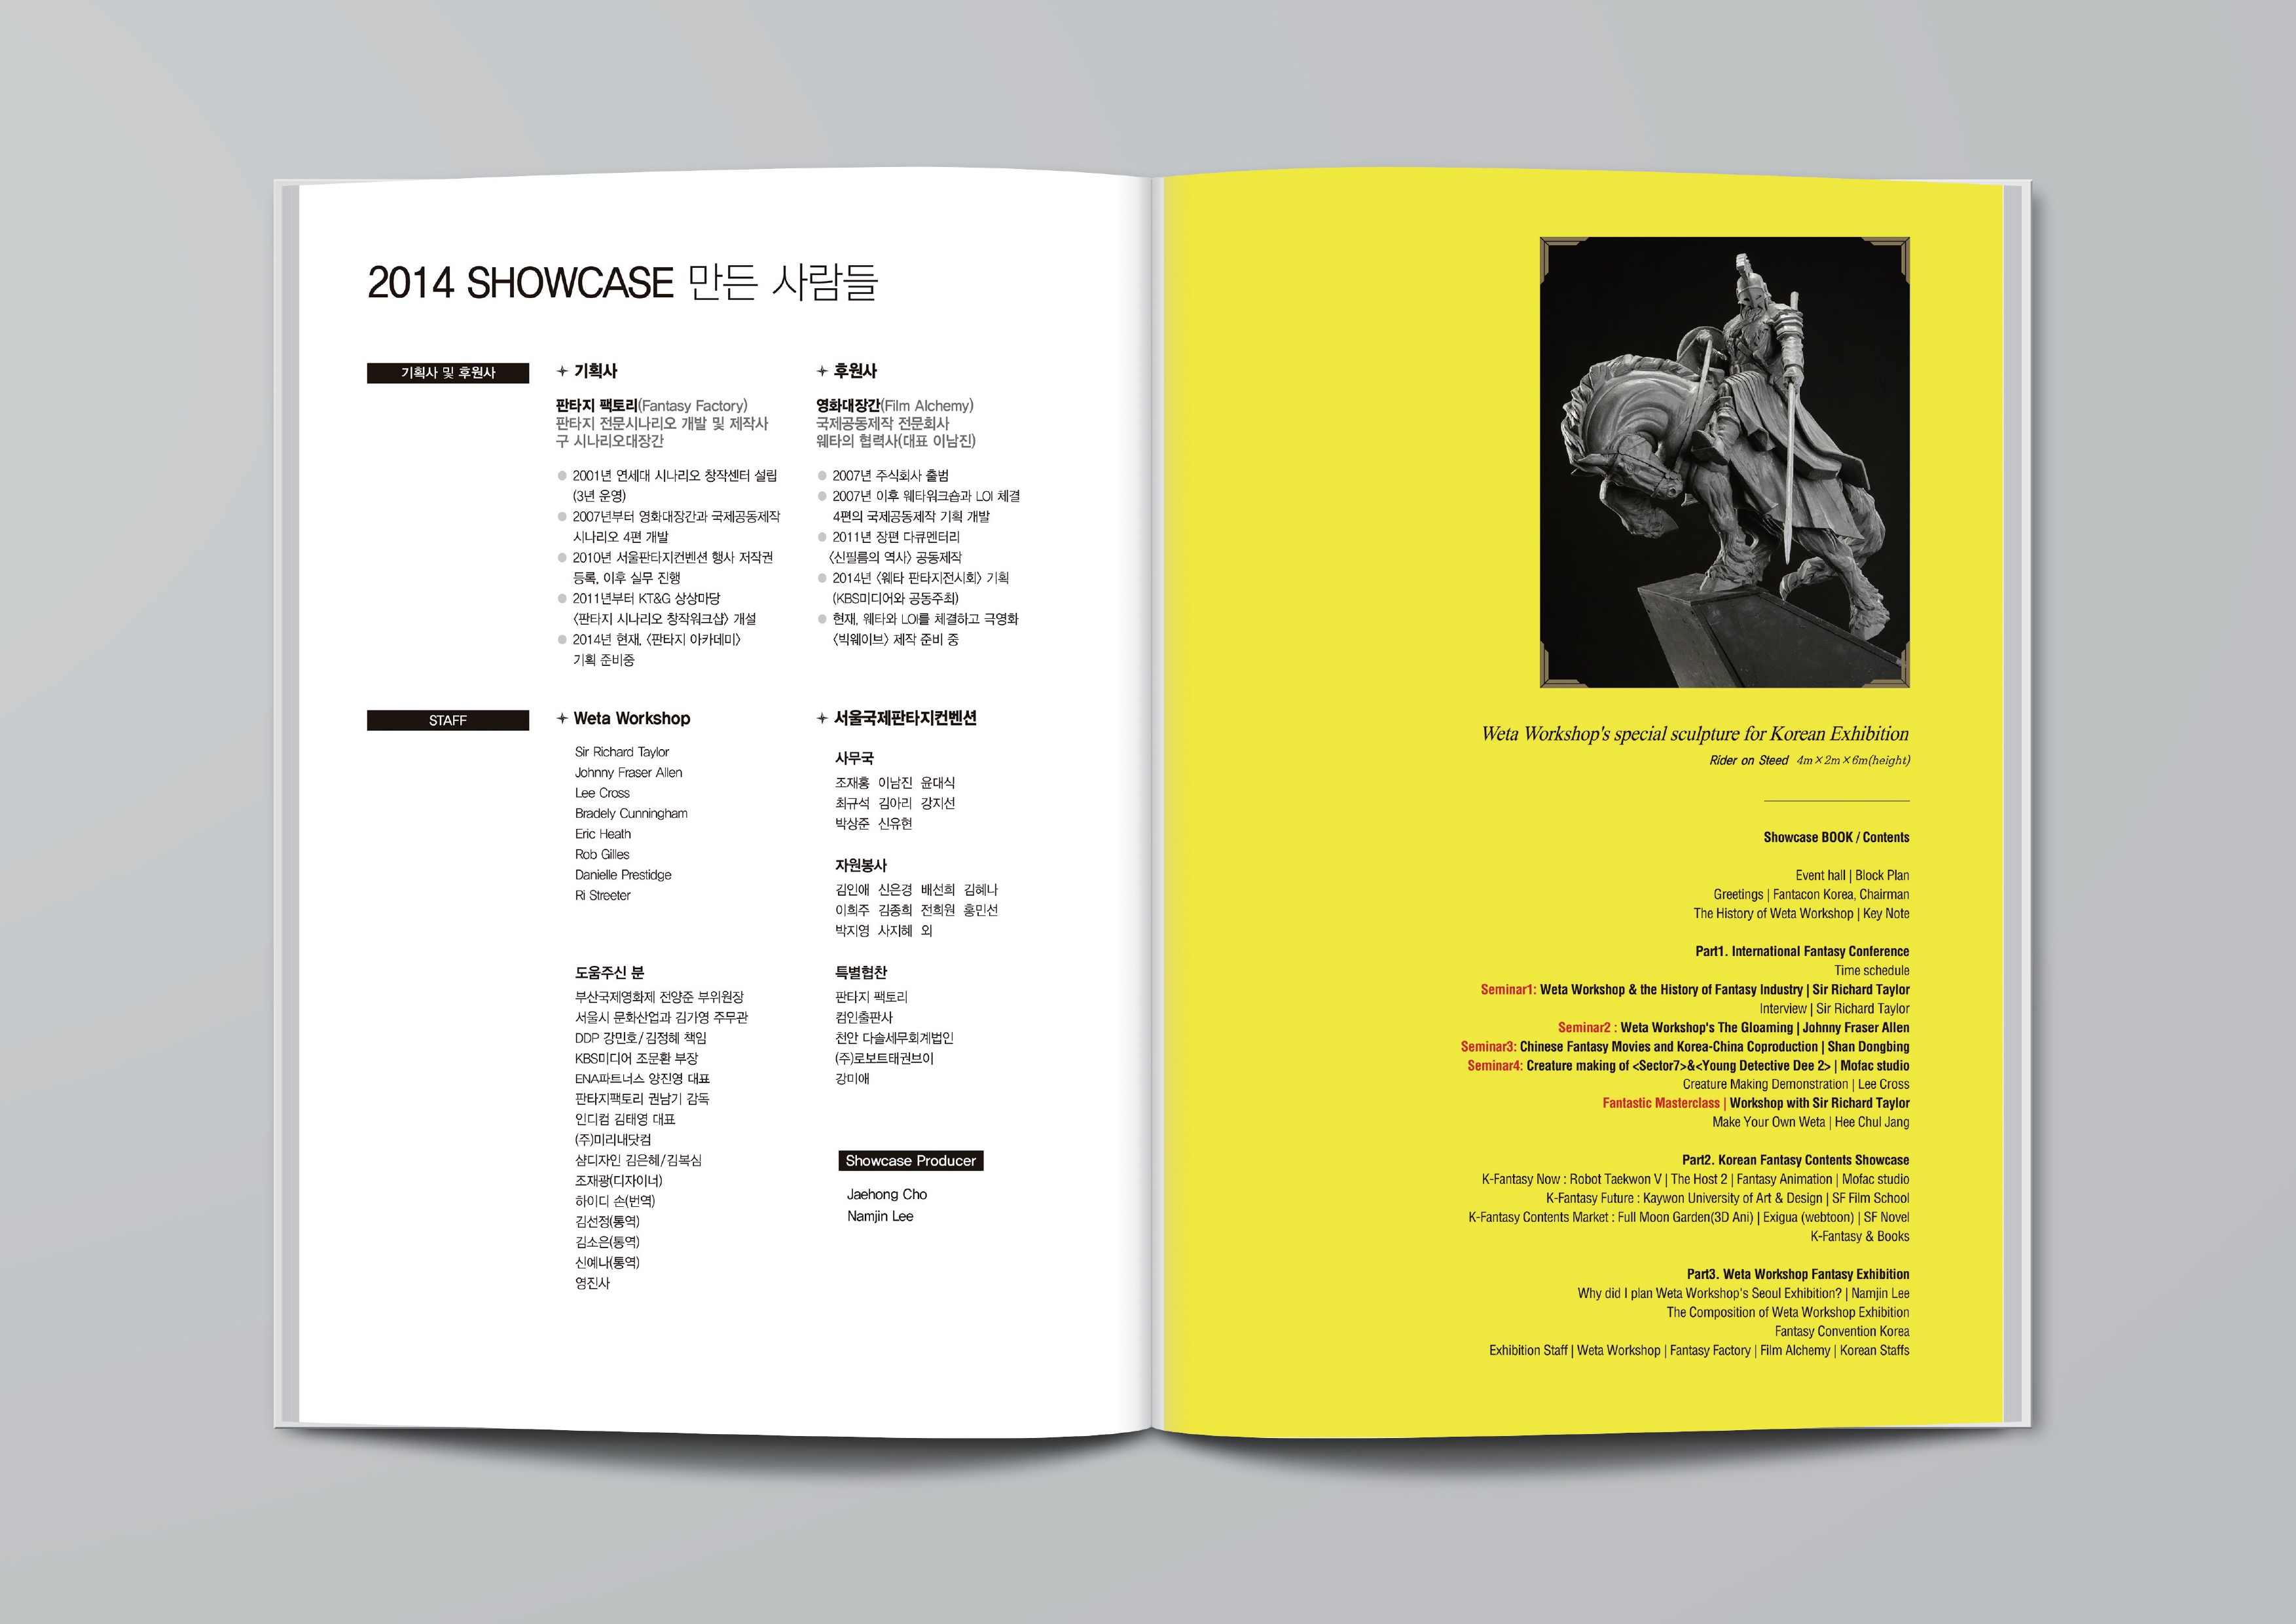 2014 SHOWCASE 만든 사람들
기획사 및 후원사
기획사
판타지 팩토리(Fantasy Factory)
판타지 전문시나리오 개발 및 제작사
구 시나리오대장간
2001년 연세대 시나리오 창작센터 설립
(3년 운영)
2007년부터 영화대장간과 국제공동제작
시나리오 4편 개발
2010년 서울판타지컨벤션 행사 저작권
등록, 이후 실무 진행
2011년부터 KT&G 상상마당
〈판타지 시나리오 창작워크샵〉 개설
2014년 현재, 〈판타지 아카데미〉
기획 준비중
후원사
영화대장간(Film Alchemy)
국제공동제작 전문회사
웨타의 협력사(대표 이남진)
2007년 주식회사 출범
2007년 이후 웨타워크숍과 LOI 체결
4편의 국제공동제작 기획 개발
2011년 장편 다큐멘터리
〈신필름의 역사〉 공동제작
2014년 〈웨타 판타지전시회〉 기획
(KBS미디어와 공동주최)
현재, 웨타와 LOI를 체결하고 극영화
〈빅웨이브〉 제작 준비 중
STAFF
Weta Workshop
Sir Richard Taylor
Johnny Fraser Allen
Lee Cross
Bradely Cunningham
Eric Heath
Rob Gilles
Danielle Prestidge
Ri Streeter
도움주신 분
부산국제영화제 전양준 부위원장
서울시 문화산업과 김가영 주무관
DDP 강민호/김정혜 책임
KBS미디어 조문환 부장
ENA파트너스 양진영 대표
판타지팩토리 권남기 감독
인디컴 김태영 대표
(주)미리내닷컴
샴디자인 김은혜/김복심
조재광(디자이너)
하이디 손(번역)
김선정(통역)
김소은(통역)
신예나(통역)
영진사
서울국제판타지컨벤션
사무국
조재홍 이남진 윤대식
최규석 김아리 강지선
박상준 신유현
자원봉사
김인애 신은경 배선희 김혜나
이희주 김종희 전희원 홍민선
박지영 사지혜 외
특별협찬
판타지 팩토리
컴인출판사
천안 다솔세무회계법인
(주)로보트태권브이
강미애
Showcase Producer
Jaehong Cho
Namjin Lee
Weta Workshop's special sculpture for Korean Exhibition
Rider on Steed 4m×2m×6m(height)
Showcase BOOK / Contents
Event hall | Block Plan
Greetings | Fantacon Korea, Chairman
The History of Weta Workshop | Key Note
Part1. International Fantasy Conference
Time schedule
Seminar1: Weta Workshop & the History of Fantasy Industry | Sir Richard Taylor
Interview | Sir Richard Taylor
Seminar2 : Weta Workshop's The Gloaming | Johnny Fraser Allen
Seminar3: Chinese Fantasy Movies and Korea-China Coproduction | Shan Dongbing
Seminar4: Creature making of <Sector7>&<Young Detective Dee 2> | Mofac studio
Creature Making Demonstration | Lee Cross
Fantastic Masterclass | Workshop with Sir Richard Taylor
Make Your Own Weta | Hee Chul Jang
Part2. Korean Fantasy Contents Showcase
K-Fantasy Now : Robot Taekwon V | The Host 2 | Fantasy Animation | Mofac studio
K-Fantasy Future : Kaywon University of Art & Design | SF Film School
K-Fantasy Contents Market : Full Moon Garden(3D Ani) | Exigua (webtoon) | SF Novel
K-Fantasy & Books
Part3. Weta Workshop Fantasy Exhibition
Why did I plan Weta Workshop's Seoul Exhibition? | Namjin Lee
The Composition of Weta Workshop Exhibition
Fantasy Convention Korea
Exhibition Staff | Weta Workshop | Fantasy Factory | Film Alchemy | Korean Staffs